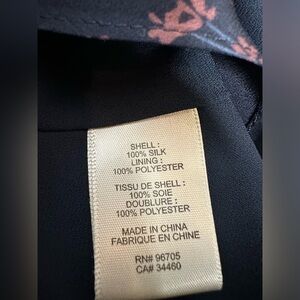 SHELL :
100% SILK
LINING :
100% POLYESTER
TISSU DE SHELL :
100% SOIE
DOUBLURE :
100% POLYESTER
MADE IN CHINA
FABRIQUE EN CHINE
RN# 96705
CA# 34460